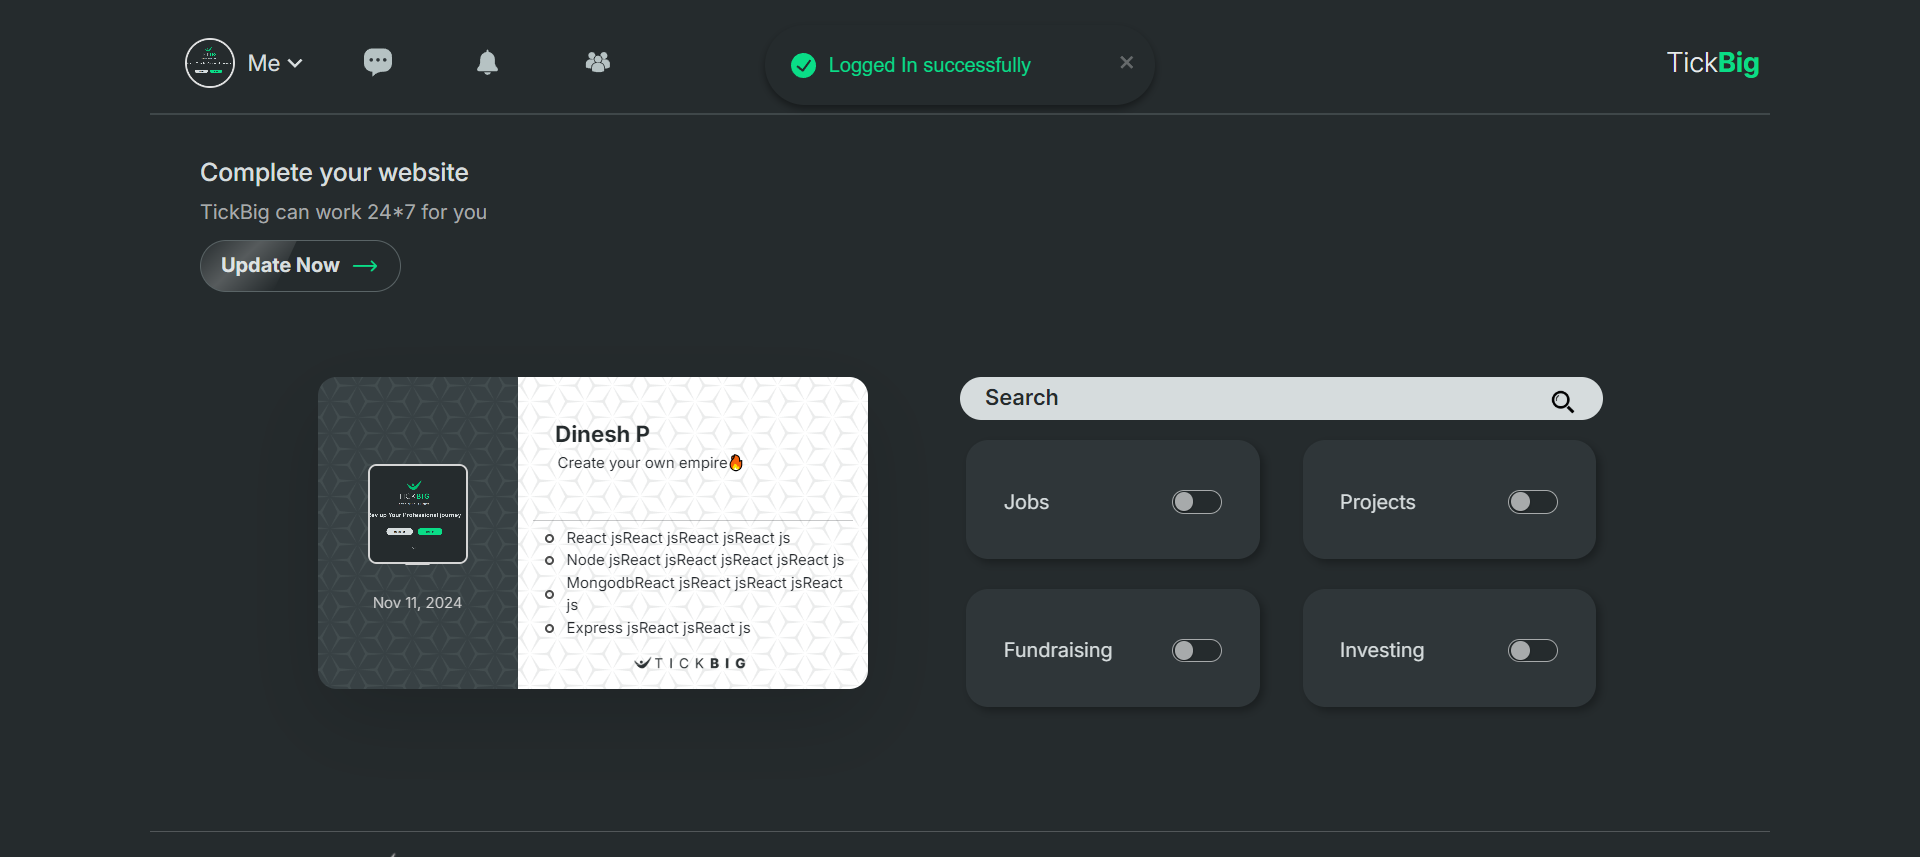 Me
Logged In successfully
TickBig
Complete your website
TickBig can work 24*7 for you
Update Now
Dinesh P
Create your own empire🔥
React jsReact jsReact jsReact js
Node jsReact jsReact jsReact jsReact js
MongodbReact jsReact jsReact jsReact
js
Express jsReact jsReact js
TICKBIG
TICKBIG
Rev up Your Professional journey
Nov 11, 2024
Search
Jobs
Projects
Fundraising
Investing